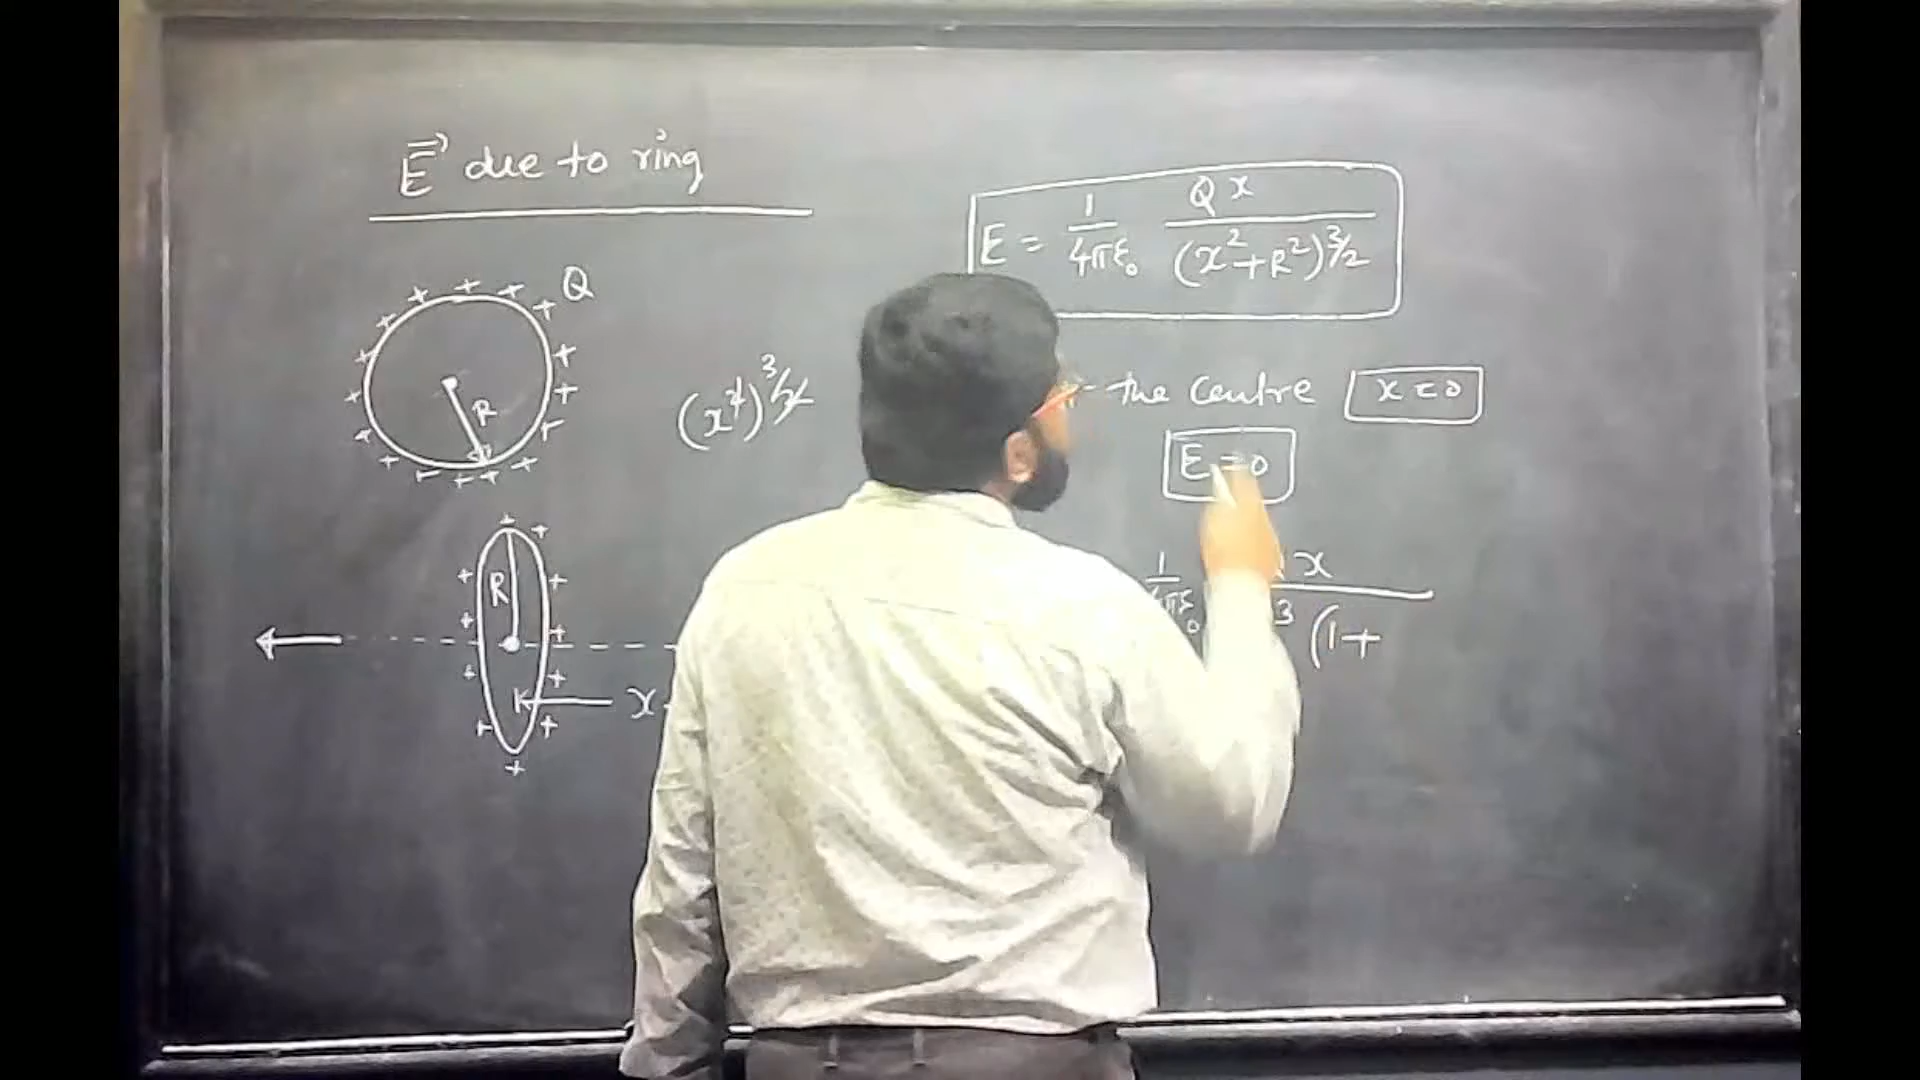 E⃗ due to ring
Q
R
(x²)^3/2
R
x
E = 1/4πε₀ Qx/(x²+R²)^3/2
the centre x=0
E=0
1/4πε₀ x/3 (1+